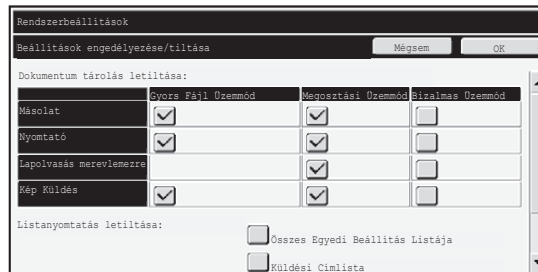 Rendszerbeállítások
Beállítások engedélyezése/tiltása Mégsem OK
Dokumentum tárolás letiltása:
Gyors Fájl Üzemmód Megosztási Üzemmód Bizalmas Üzemmód
Másolat
Nyomtató
Lapolvasás merevlemezre
Kép Küldés
Listanyomtatás letiltása:
Összes Egyedi Beállítás Listája
Küldési Címlista